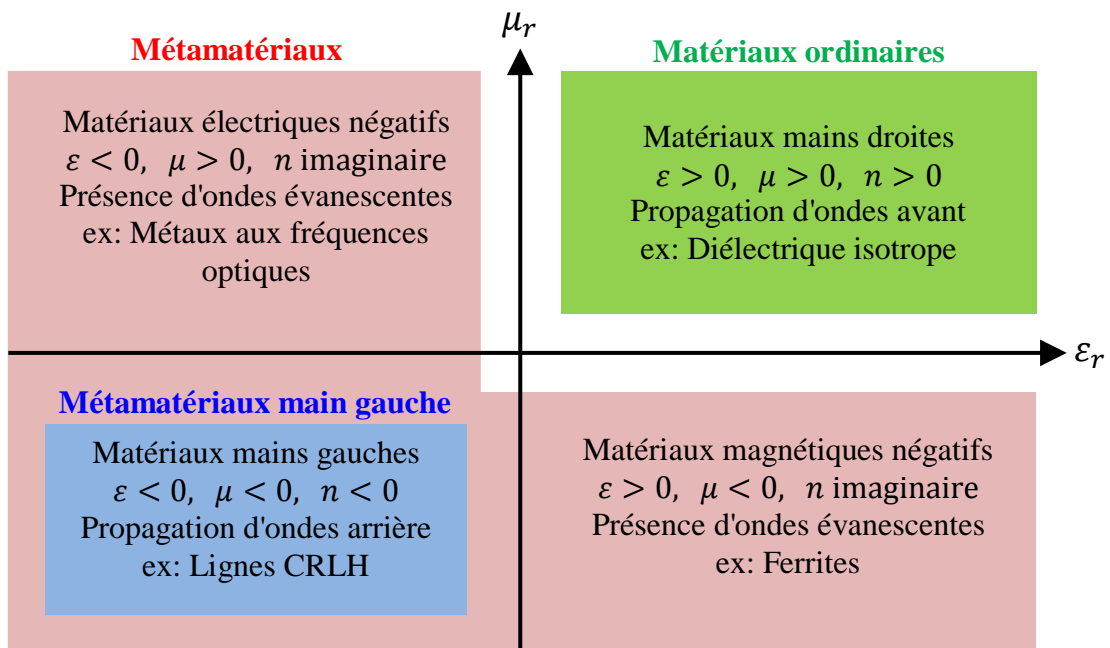 μᵣ
Métamatériaux
Matériaux ordinaires
Matériaux électriques négatifs
ε < 0, μ > 0, n imaginaire
Présence d'ondes évanescentes
ex: Métaux aux fréquences
optiques
Matériaux mains droites
ε > 0, μ > 0, n > 0
Propagation d'ondes avant
ex: Diélectrique isotrope
εᵣ
Métamatériaux main gauche
Matériaux mains gauches
ε < 0, μ < 0, n < 0
Propagation d'ondes arrière
ex: Lignes CRLH
Matériaux magnétiques négatifs
ε > 0, μ < 0, n imaginaire
Présence d'ondes évanescentes
ex: Ferrites